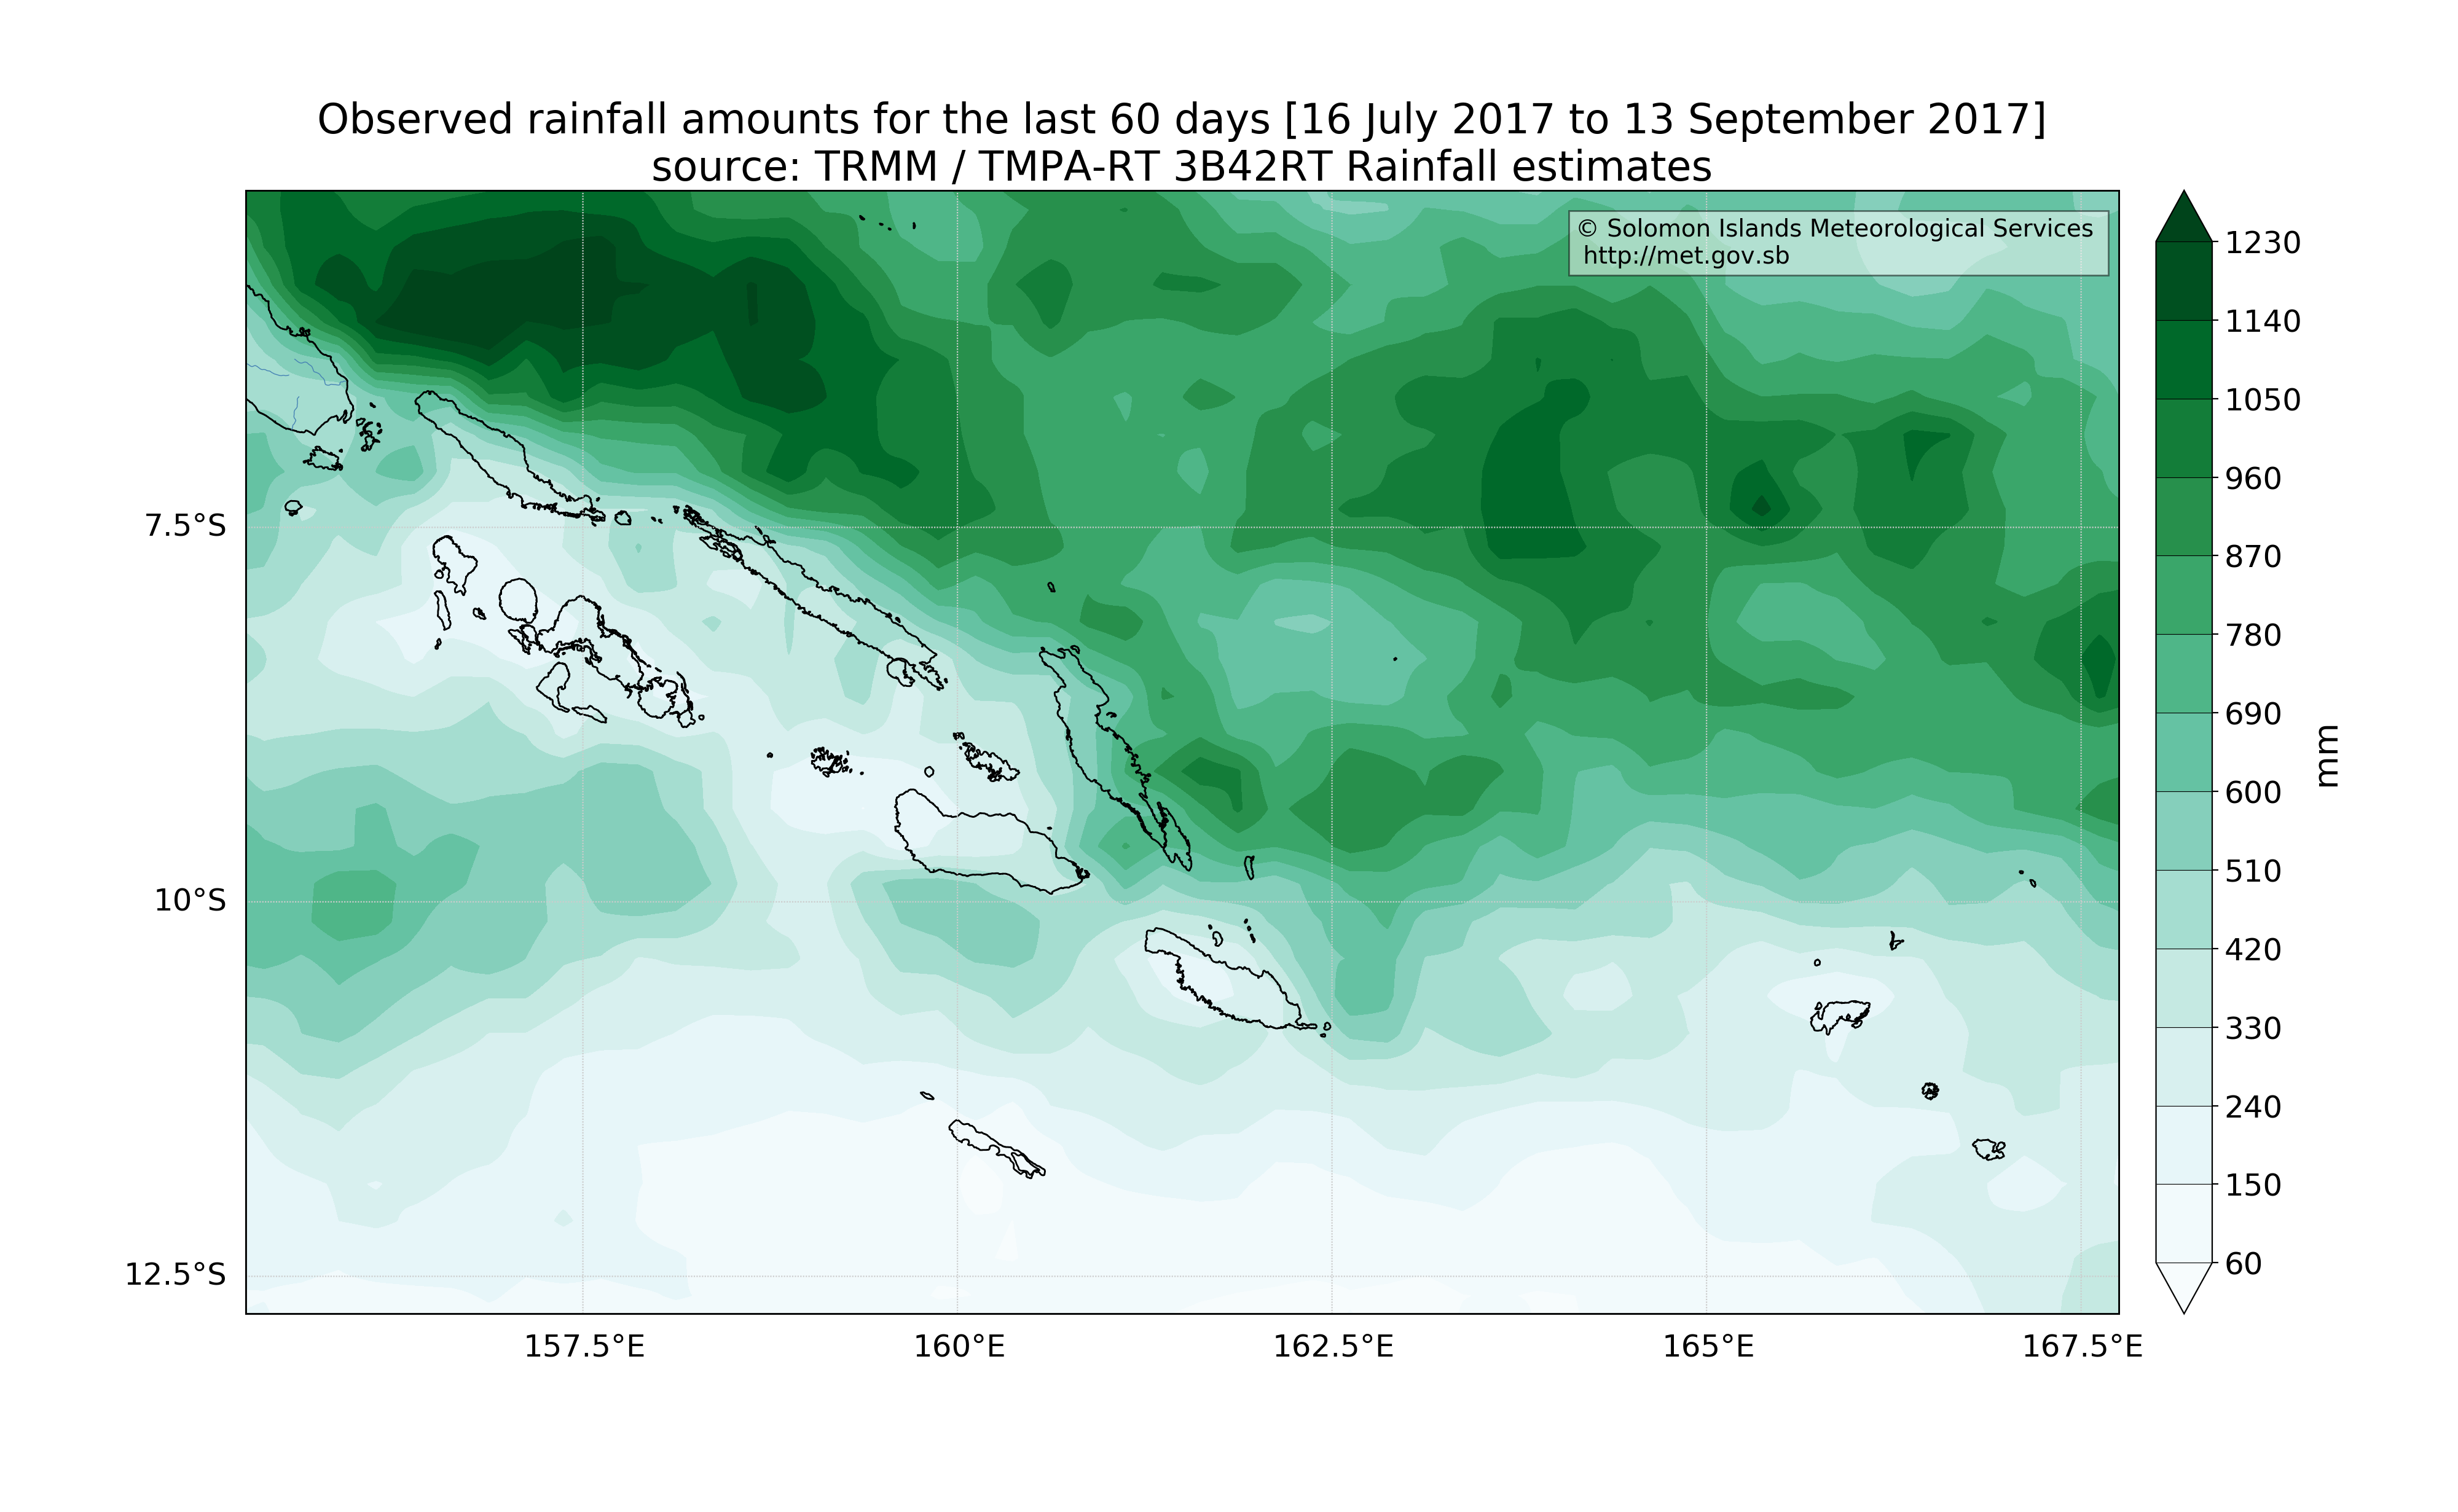 Observed rainfall amounts for the last 60 days [16 July 2017 to 13 September 2017]
source: TRMM / TMPA-RT 3B42RT Rainfall estimates
© Solomon Islands Meteorological Services
http://met.gov.sb
7.5°S
10°S
12.5°S
157.5°E
160°E
162.5°E
165°E
167.5°E
1230
1140
1050
960
870
780
690
600
510
420
330
240
150
60
mm